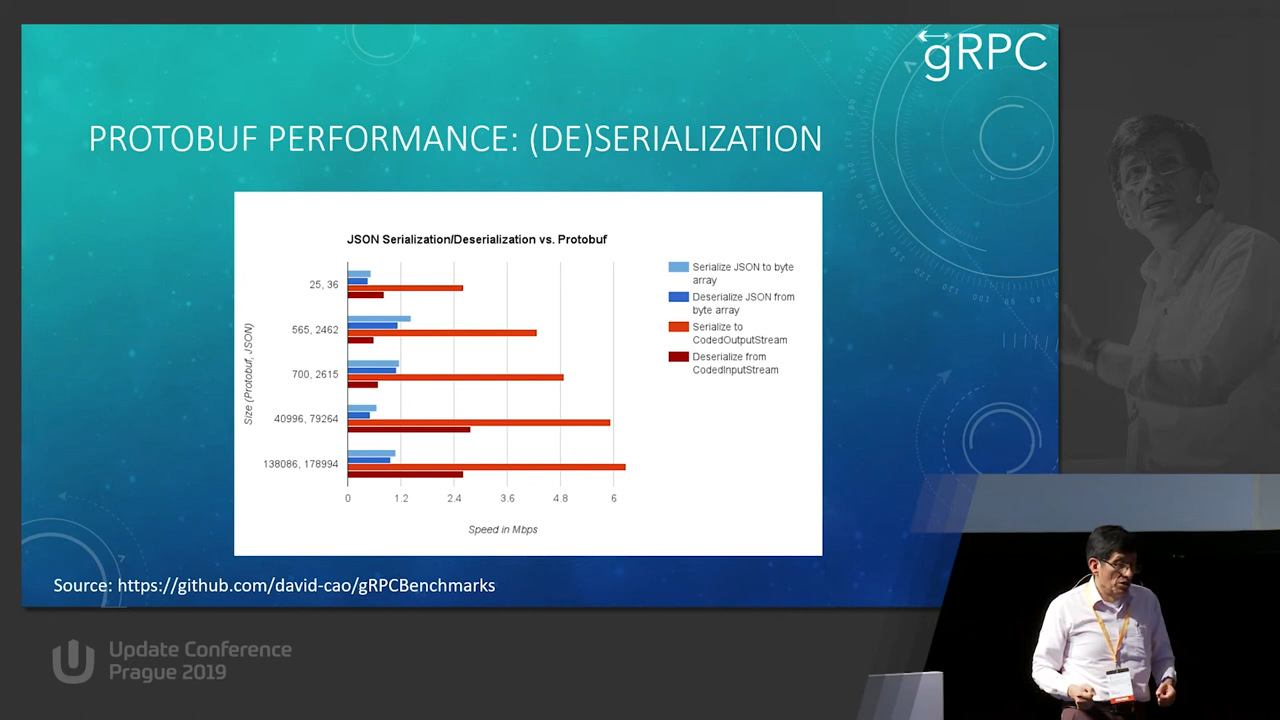 gRPC
PROTOBUF PERFORMANCE: (DE)SERIALIZATION
JSON Serialization/Deserialization vs. Protobuf
Size (Protobuf, JSON)
25, 36
565, 2462
700, 2615
40996, 79264
138086, 178994
0 1.2 2.4 3.6 4.8 6
Speed in Mbps
Serialize JSON to byte
array
Deserialize JSON from
byte array
Serialize to
CodedOutputStream
Deserialize from
CodedInputStream
Source: https://github.com/david-cao/gRPCBenchmarks
Update Conference
Prague 2019